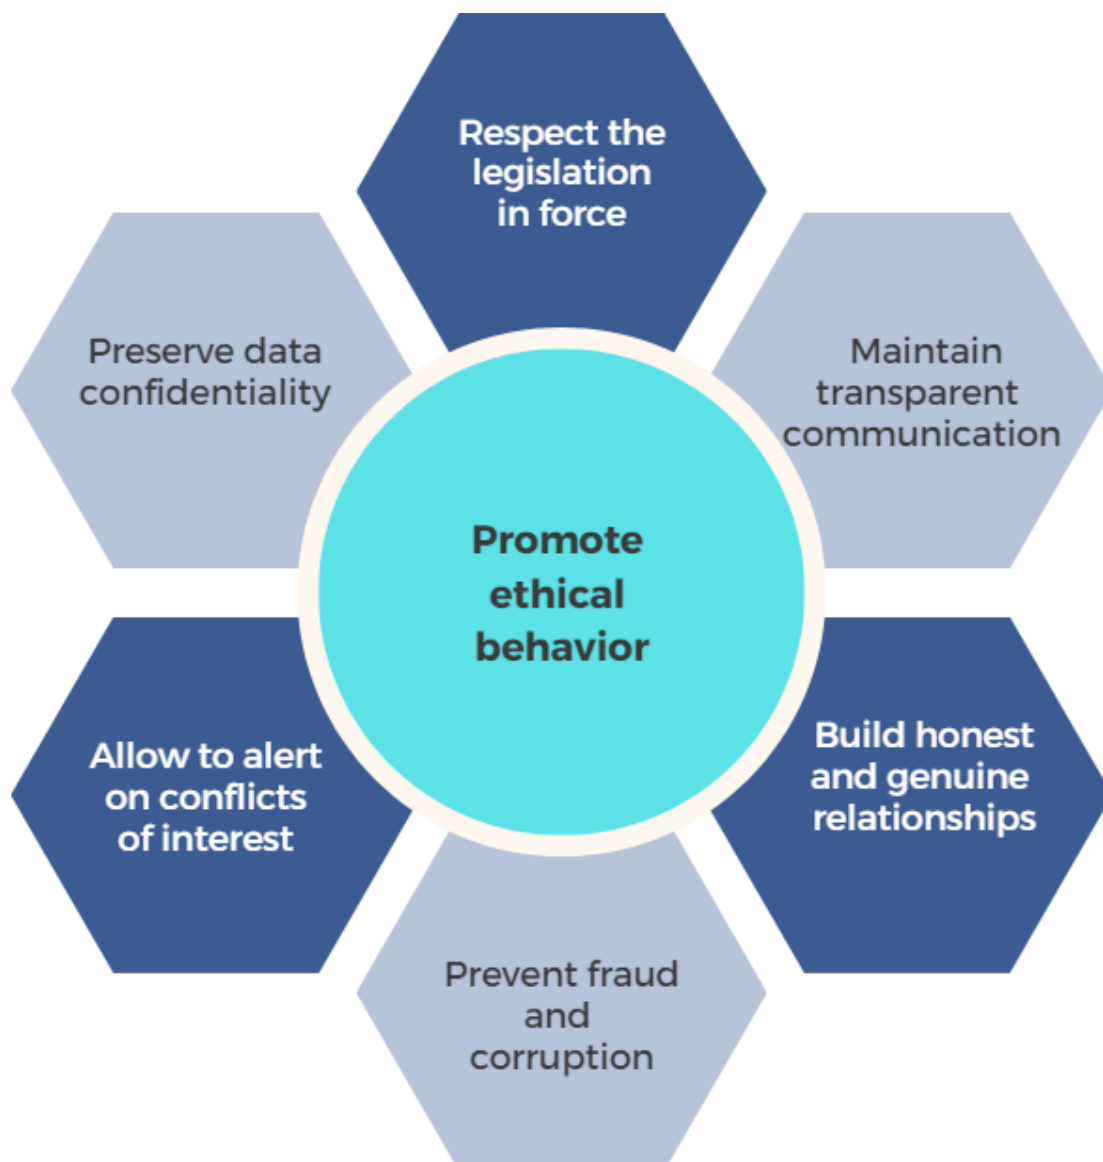 Respect the
legislation
in force
Preserve data
confidentiality
Maintain
transparent
communication
Promote
ethical
behavior
Allow to alert
on conflicts
of interest
Build honest
and genuine
relationships
Prevent fraud
and
corruption